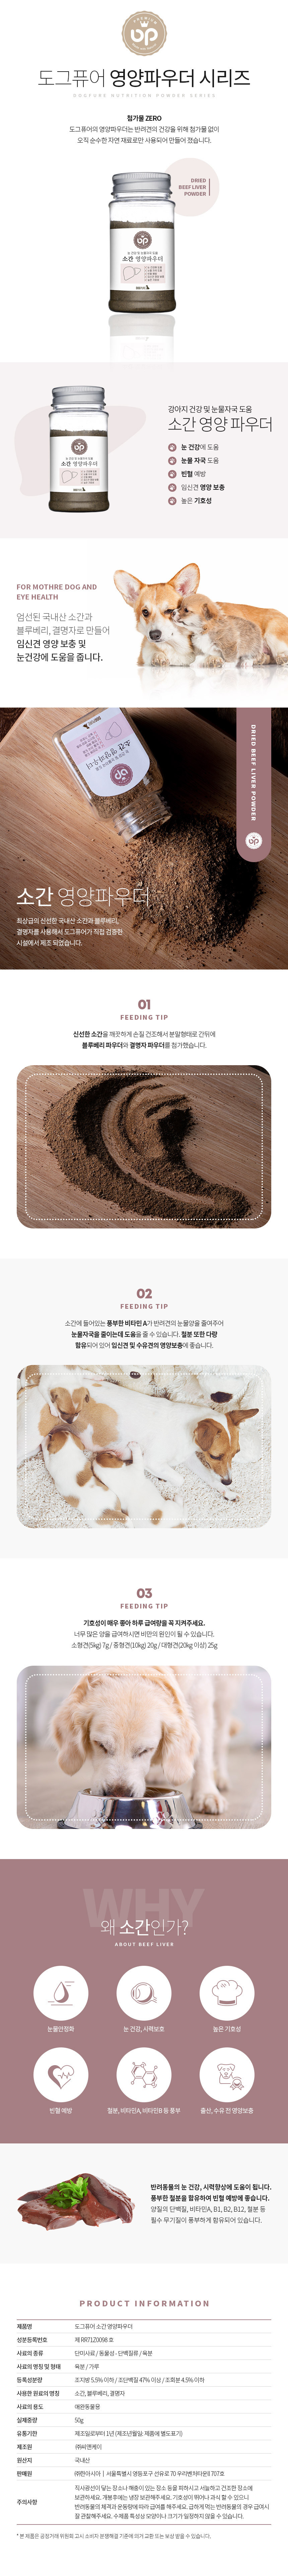 PREMIUM
DP
도그퓨어 영양파우더 시리즈
DOGPURE NUTRITION POWDER SERIES
첨가물 ZERO
도그퓨어의 영양파우더는 반려견의 건강을 위해 첨가물 없이
오직 순수한 자연 재료로만 사용되어 만들어 졌습니다.
DRIED
BEEF LIVER
POWDER
소간 영양파우더
강아지 건강 및 눈물자국 도움
소간 영양 파우더
소간 영양파우더
눈 건강에 도움
눈물 자국 도움
빈혈 예방
임신견 영양 보충
높은 기호성
FOR MOTHRE DOG AND
EYE HEALTH
엄선된 국내산 소간과
블루베리, 결명자로 만들어
임신견 영양 보충 및
눈건강에 도움을 줍니다.
소간 영양파우더
DRIED BEEF LIVER POWDER
소간 영양파우더
최상급의 신선한 국내산 소간과 블루베리,
결명자를 사용해서 도그퓨어가 직접 검증한
시설에서 제조 되었습니다.
01
FEEDING TIP
신선한 소간을 깨끗하게 손질 건조해서 분말형태로 간뒤에
블루베리 파우더와 결명자 파우더를 첨가했습니다.
02
FEEDING TIP
소간에 들어있는 풍부한 비타민 A가 반려견의 눈물양을 줄여주어
눈물자국을 줄이는데 도움을 줄 수 있습니다. 철분 또한 다량
함유되어 있어 임신견 및 수유견의 영양보충에 좋습니다.
03
FEEDING TIP
기호성이 매우 좋아 하루 급여량을 꼭 지켜주세요.
너무 많은 양을 급여하시면 비만의 원인이 될 수 있습니다.
소형견(5kg) 7g / 중형견(10kg) 20g / 대형견(20kg 이상) 25g
WHY
왜 소간인가?
ABOUT BEEF LIVER
눈물안정화
눈 건강, 시력보호
높은 기호성
빈혈 예방
철분, 비타민A, 비타민B 등 풍부
출산, 수유 전 영양보충
반려동물의 눈 건강, 시력향상에 도움이 됩니다.
풍부한 철분을 함유하여 빈혈 예방에 좋습니다.
양질의 단백질, 비타민A, B1, B2, B12, 철분 등
필수 무기질이 풍부하게 함유되어 있습니다.
PRODUCT INFORMATION
제품명 도그퓨어 소간 영양파우더
성분등록번호 제 RR71Z0098 호
사료의 종류 단미사료 / 동물성 - 단백질류 / 육분
사료의 명칭 및 형태 육분 / 가루
등록성분량 조지방 5.5% 이하 / 조단백질 47% 이상 / 조회분 4.5% 이하
사용한 원료의 명칭 소간, 블루베리, 결명자
사료의 용도 애완동물용
실제중량 50g
유통기한 제조일로부터 1년 (제조년월일: 제품에 별도표기)
제조원 ㈜씨앤케이
원산지 국내산
판매원 ㈜펫아시아 | 서울특별시 영등포구 선유로 70 우리벤처타운II 707호
주의사항 직사광선이 닿는 장소나 해충이 있는 장소 등을 피하시고 서늘하고 건조한 장소에
보관하세요. 개봉후에는 냉장 보관해주세요. 기호성이 뛰어나 과식 할 수 있으니
반려동물의 체격과 운동량에 따라 급여를 해주세요. 급하게 먹는 반려동물의 경우 급여시
잘 관찰해주세요. 수제품 특성상 모양이나 크기가 일정하지 않을 수 있습니다.
* 본 제품은 공정거래 위원회 고시 소비자 분쟁해결 기준에 의거 교환 또는 보상 받을 수 있습니다.